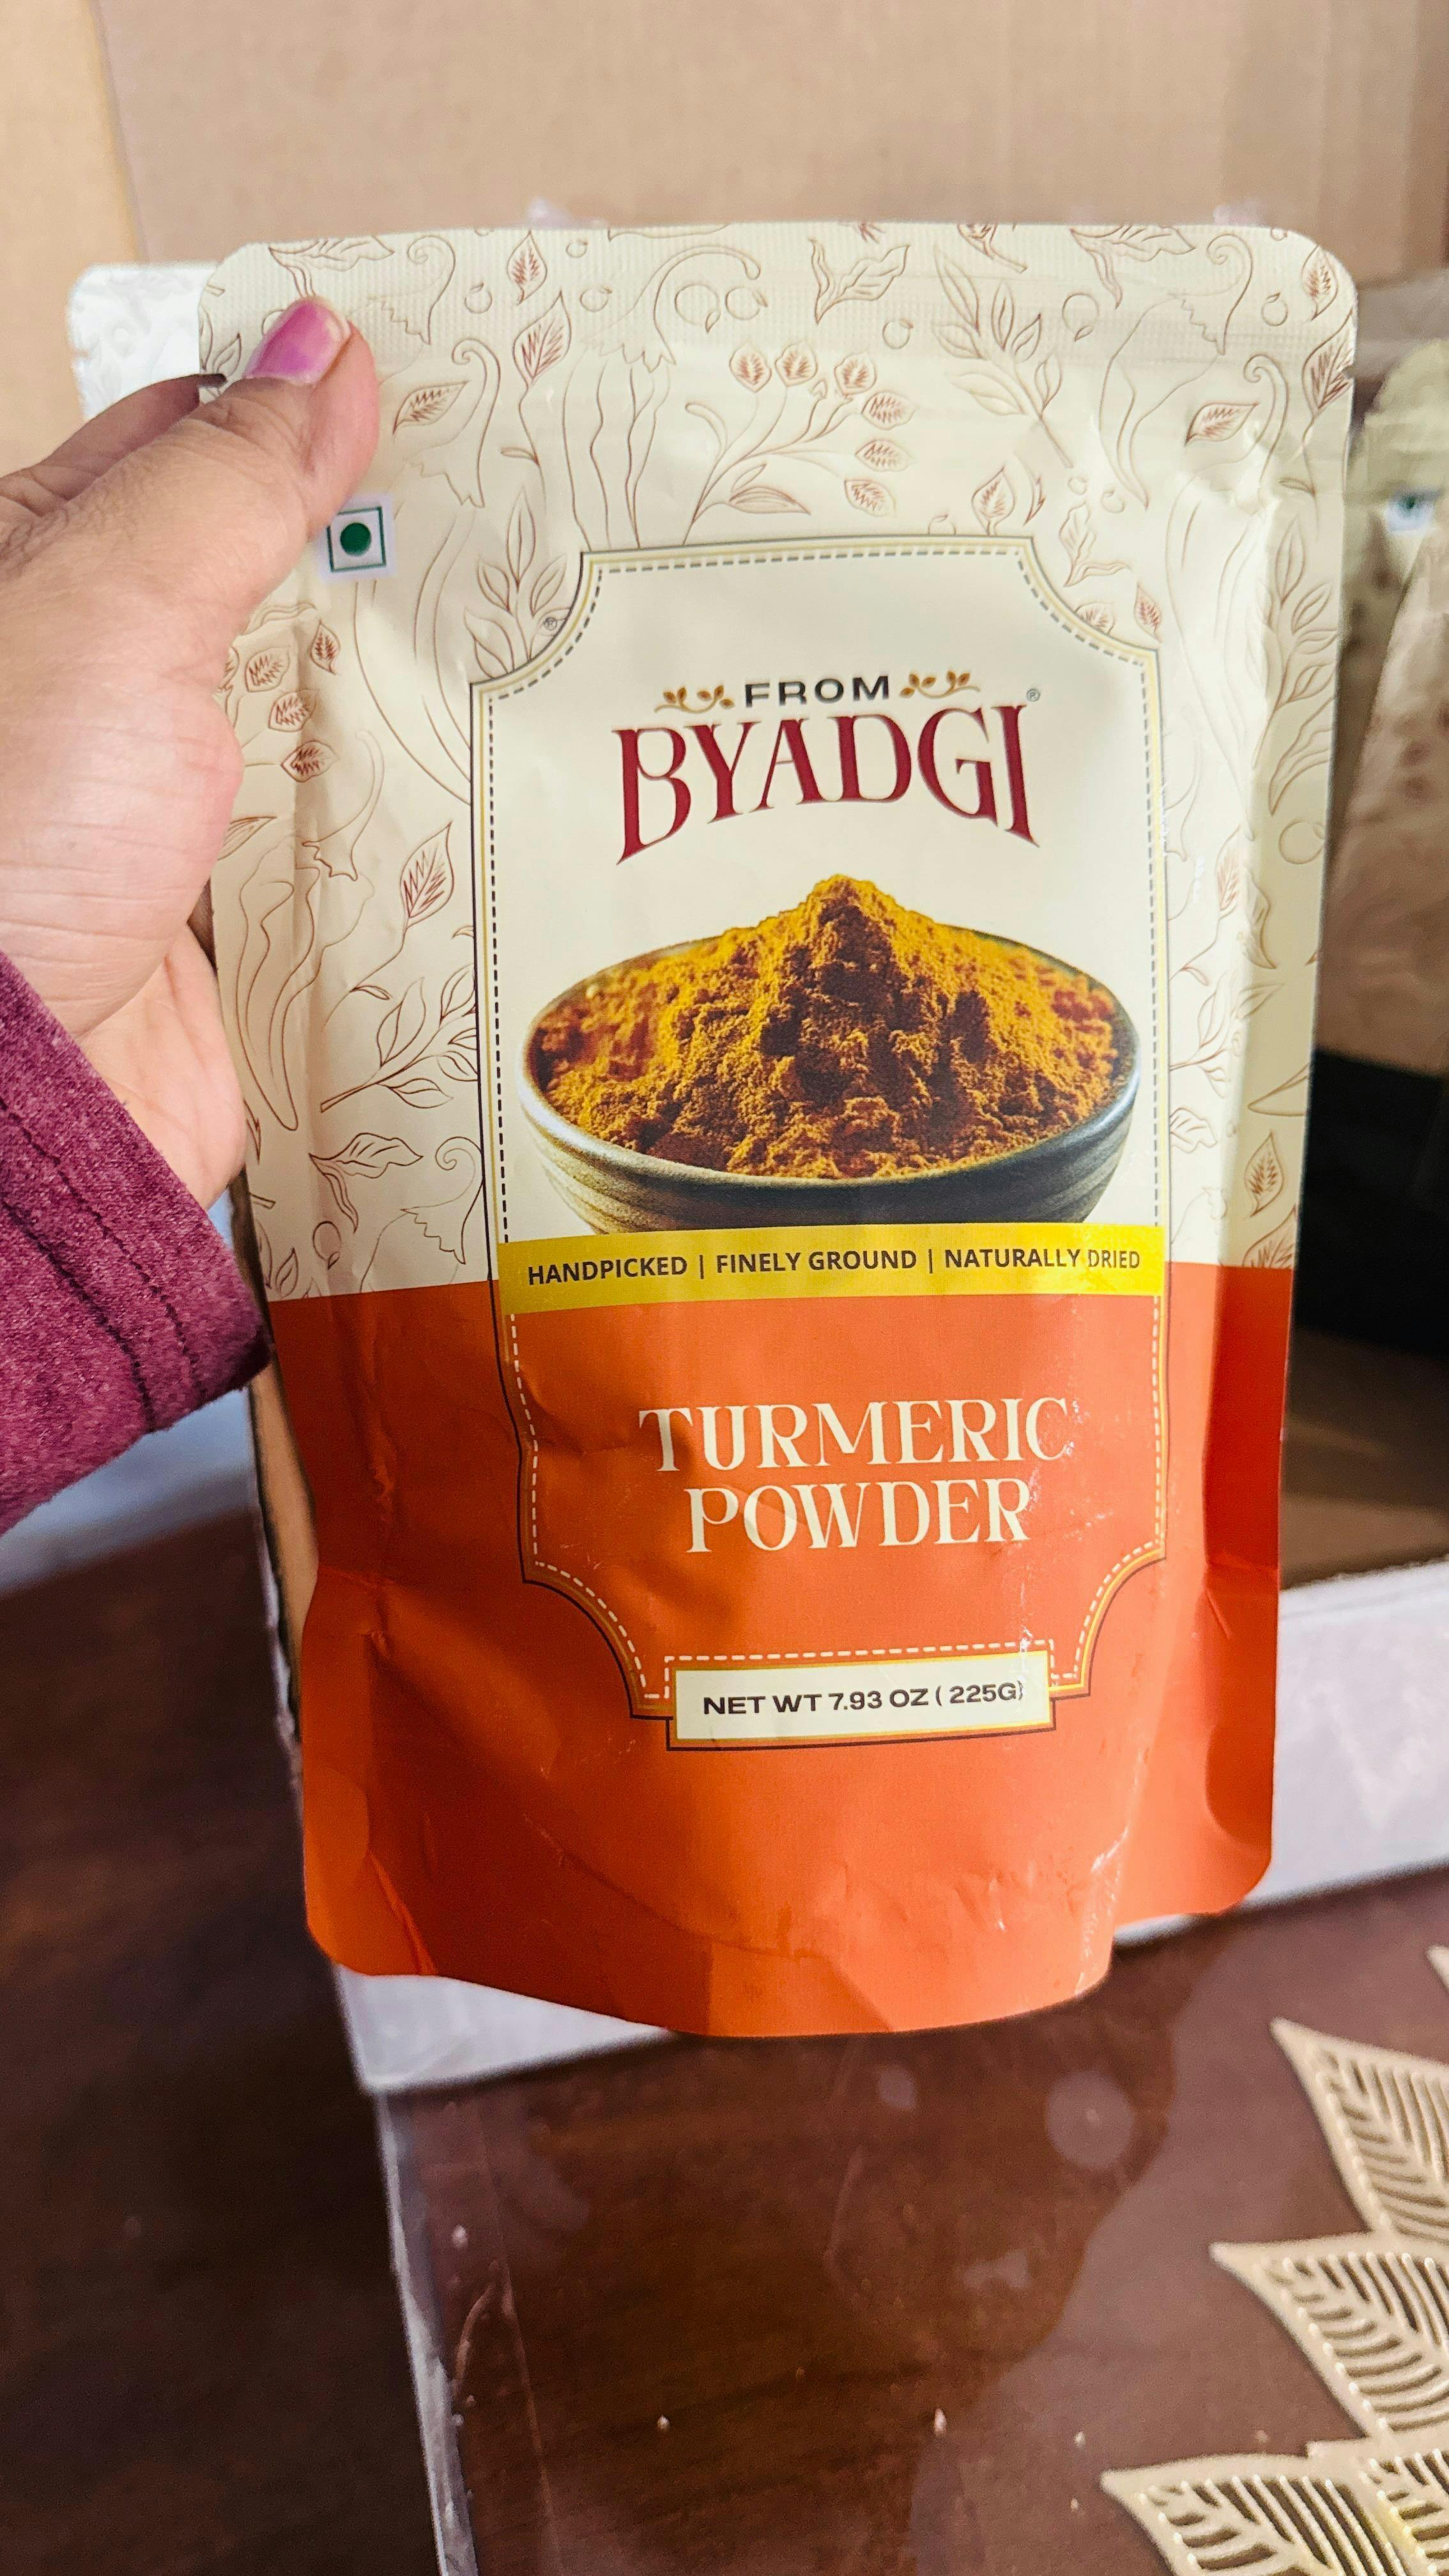 FROM
BYADGI®
HANDPICKED | FINELY GROUND | NATURALLY DRIED
TURMERIC
POWDER
NET WT 7.93 OZ ( 225G)